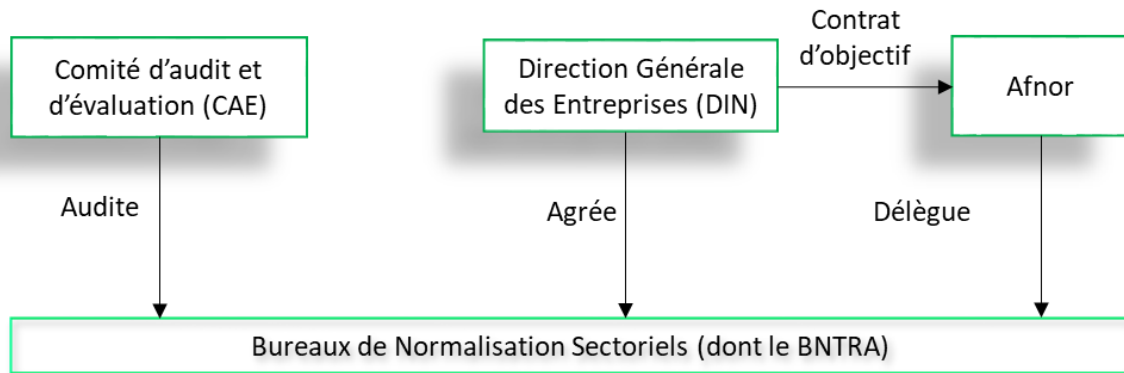 Comité d’audit et
d’évaluation (CAE)
Direction Générale
des Entreprises (DIN)
Contrat
d’objectif
Afnor
Audite
Agrée
Délègue
Bureaux de Normalisation Sectoriels (dont le BNTRA)